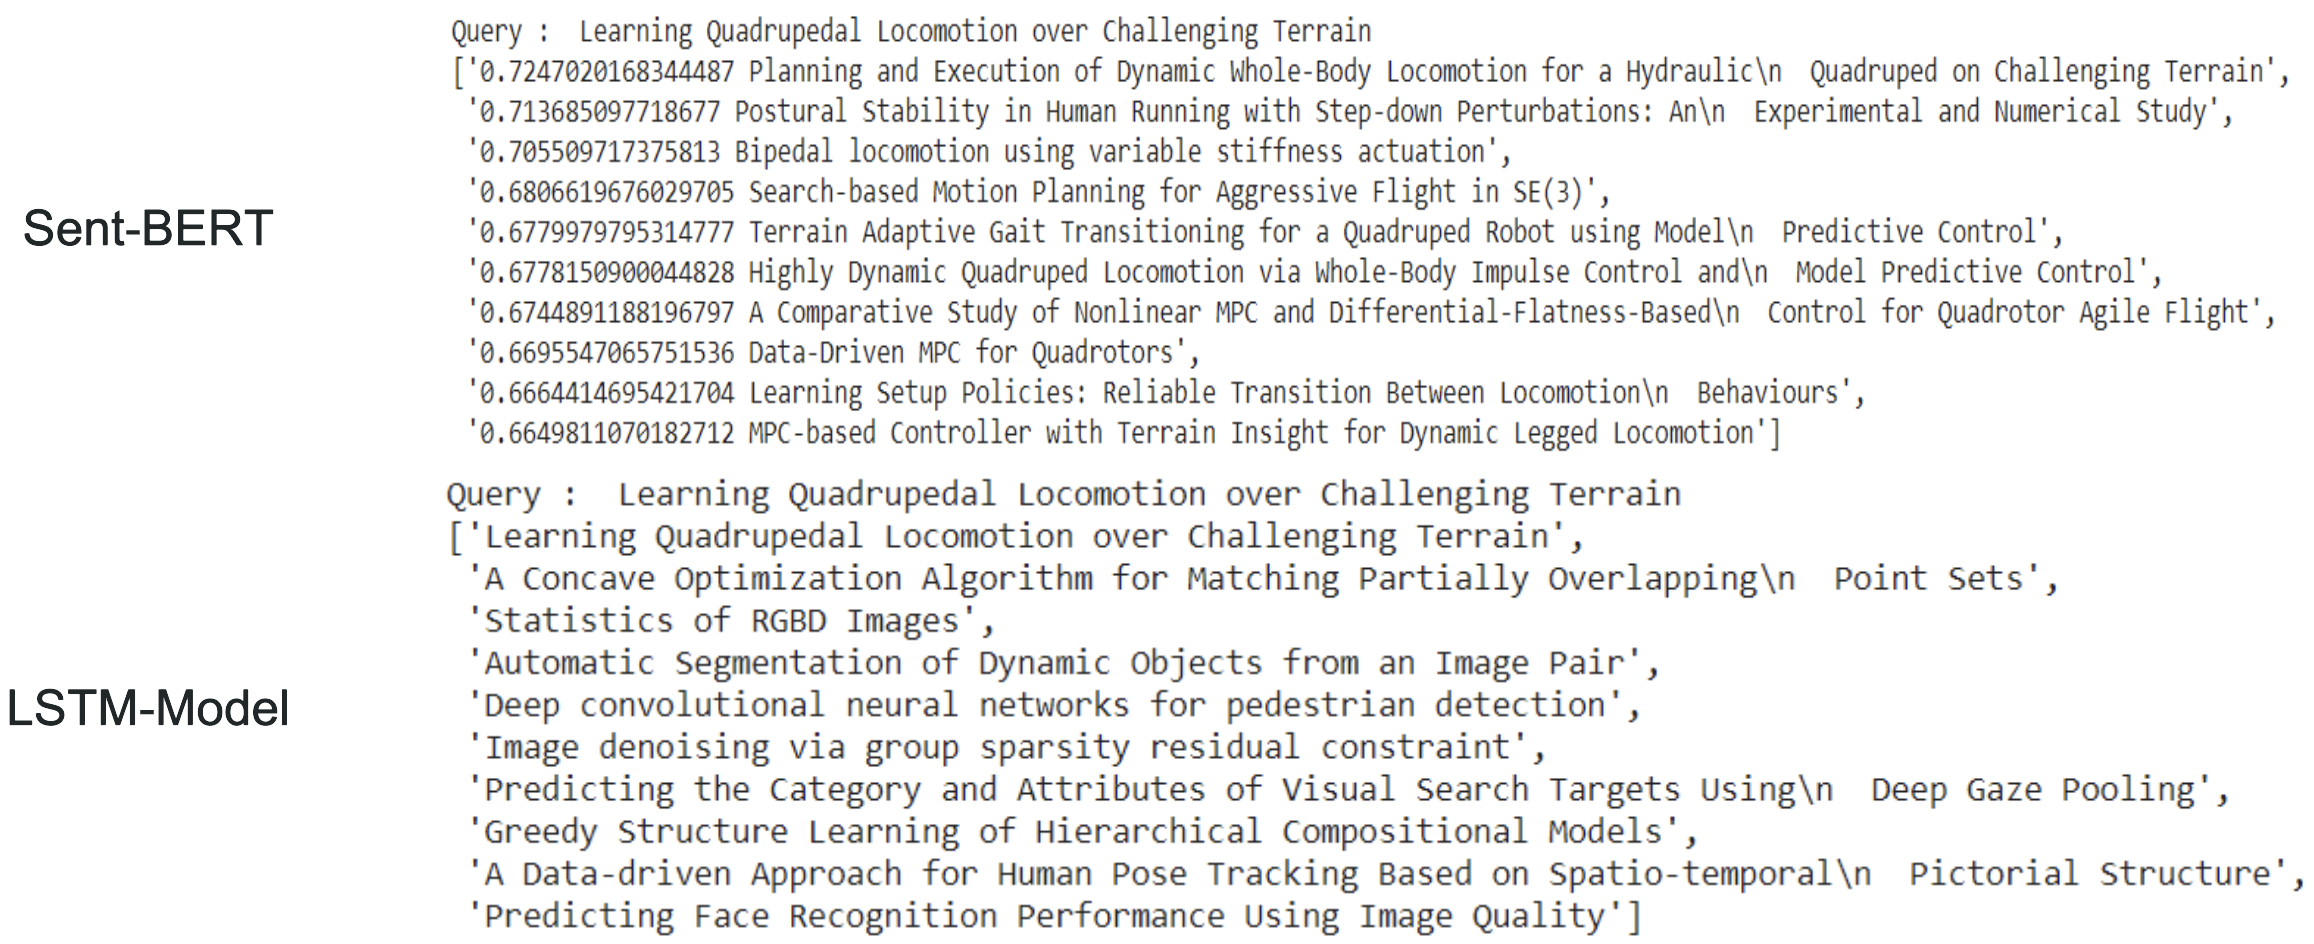 Query :  Learning Quadrupedal Locomotion over Challenging Terrain
['0.7247020168344487 Planning and Execution of Dynamic Whole-Body Locomotion for a Hydraulic\n  Quadruped on Challenging Terrain',
'0.713685097718677 Postural Stability in Human Running with Step-down Perturbations: An\n  Experimental and Numerical Study',
'0.705509717375813 Bipedal locomotion using variable stiffness actuation',
'0.6806619676029705 Search-based Motion Planning for Aggressive Flight in SE(3)',
Sent-BERT
'0.6779979795314777 Terrain Adaptive Gait Transitioning for a Quadruped Robot using Model\n  Predictive Control',
'0.6778150900044828 Highly Dynamic Quadruped Locomotion via Whole-Body Impulse Control and\n  Model Predictive Control',
'0.6744891188196797 A Comparative Study of Nonlinear MPC and Differential-Flatness-Based\n  Control for Quadrotor Agile Flight',
'0.6695547065751536 Data-Driven MPC for Quadrotors',
'0.6664414695421704 Learning Setup Policies: Reliable Transition Between Locomotion\n  Behaviours',
'0.6649811070182712 MPC-based Controller with Terrain Insight for Dynamic Legged Locomotion']
Query :  Learning Quadrupedal Locomotion over Challenging Terrain
['Learning Quadrupedal Locomotion over Challenging Terrain',
'A Concave Optimization Algorithm for Matching Partially Overlapping\n  Point Sets',
'Statistics of RGBD Images',
'Automatic Segmentation of Dynamic Objects from an Image Pair',
LSTM-Model
'Deep convolutional neural networks for pedestrian detection',
'Image denoising via group sparsity residual constraint',
'Predicting the Category and Attributes of Visual Search Targets Using\n  Deep Gaze Pooling',
'Greedy Structure Learning of Hierarchical Compositional Models',
'A Data-driven Approach for Human Pose Tracking Based on Spatio-temporal\n  Pictorial Structure',
'Predicting Face Recognition Performance Using Image Quality']